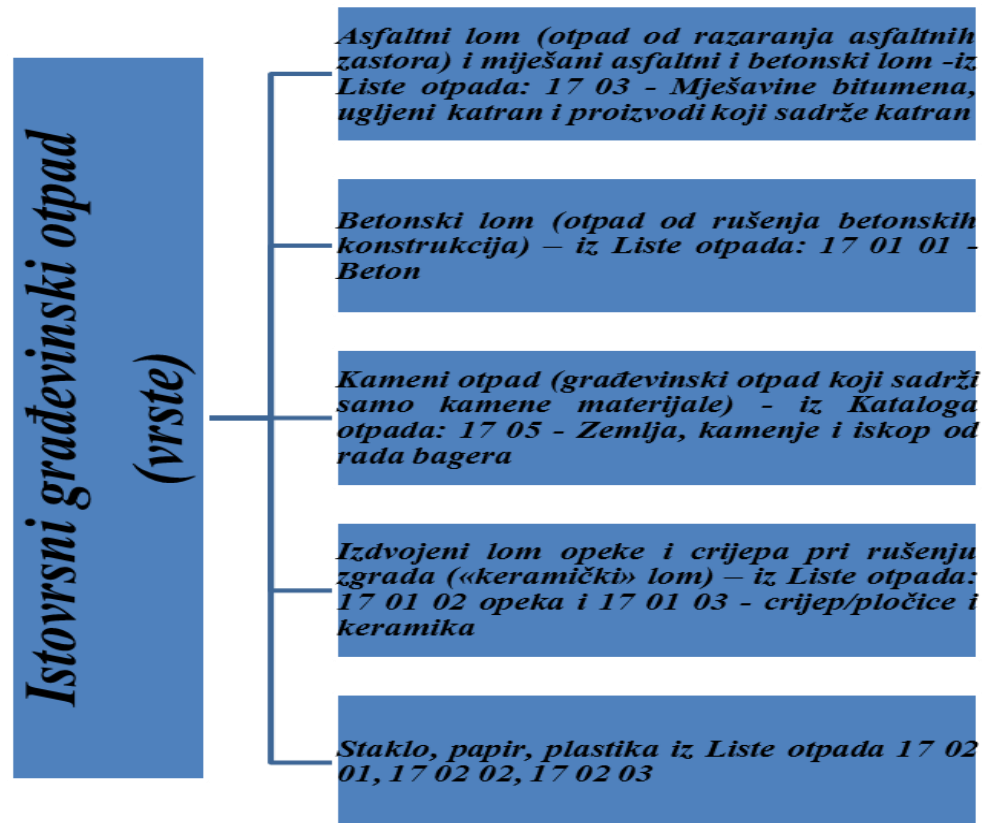 Istovrsni građevinski otpad
(vrste)
Asfaltni lom (otpad od razaranja asfaltnih
zastora) i miješani asfaltni i betonski lom -iz
Liste otpada: 17 03 - Mješavine bitumena,
ugljeni katran i proizvodi koji sadrže katran
Betonski lom (otpad od rušenja betonskih
konstrukcija) – iz Liste otpada: 17 01 01 -
Beton
Kameni otpad (građevinski otpad koji sadrži
samo kamene materijale) - iz Kataloga
otpada: 17 05 - Zemlja, kamenje i iskop od
rada bagera
Izdvojeni lom opeke i crijepa pri rušenju
zgrada («keramički» lom) – iz Liste otpada:
17 01 02 opeka i 17 01 03 - crijep/pločice i
keramika
Staklo, papir, plastika iz Liste otpada 17 02
01, 17 02 02, 17 02 03